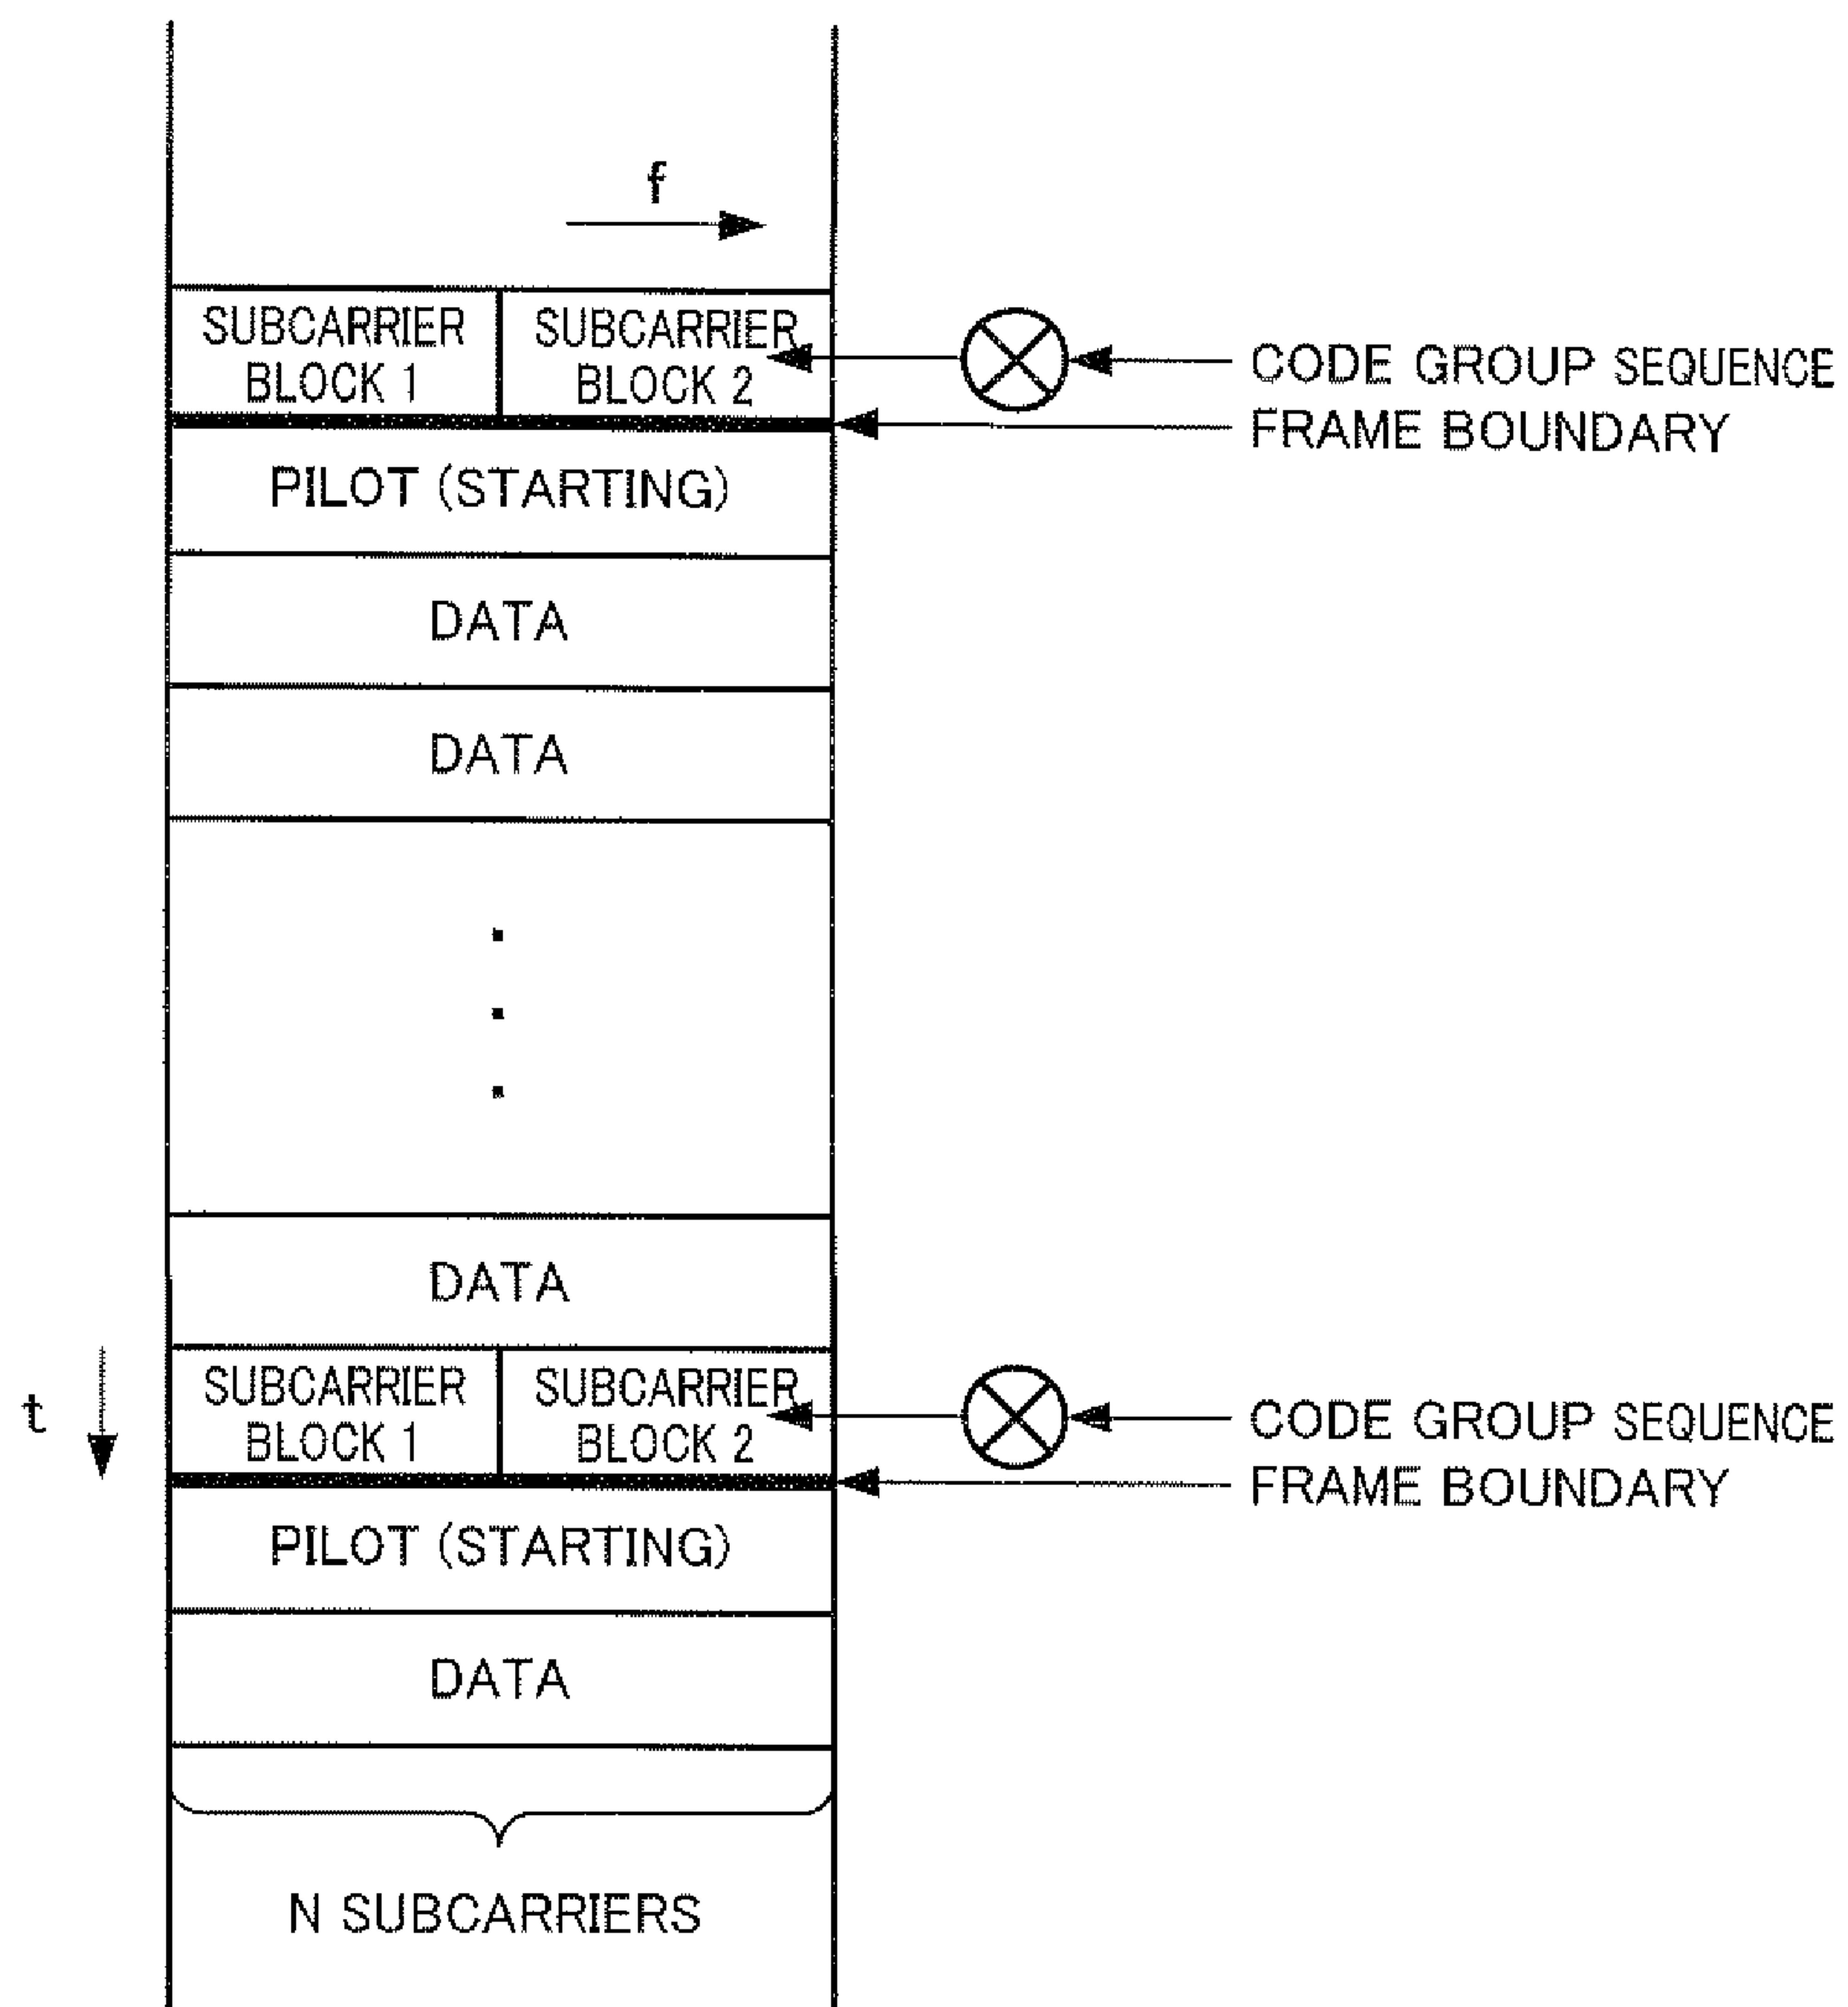 f
SUBCARRIER
BLOCK 1
SUBCARRIER
BLOCK 2
CODE GROUP SEQUENCE
FRAME BOUNDARY
PILOT (STARTING)
DATA
DATA
DATA
t
SUBCARRIER
BLOCK 1
SUBCARRIER
BLOCK 2
CODE GROUP SEQUENCE
FRAME BOUNDARY
PILOT (STARTING)
DATA
N SUBCARRIERS